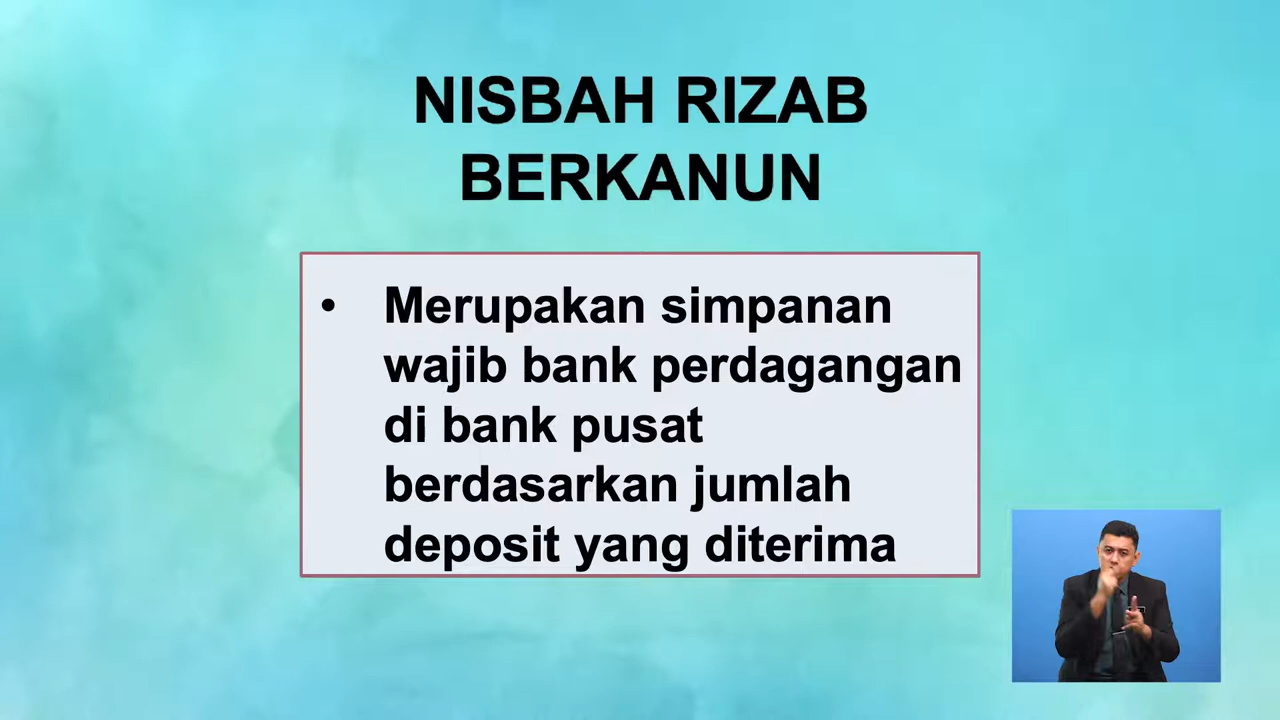 NISBAH RIZAB
BERKANUN
• Merupakan simpanan
wajib bank perdagangan
di bank pusat
berdasarkan jumlah
deposit yang diterima